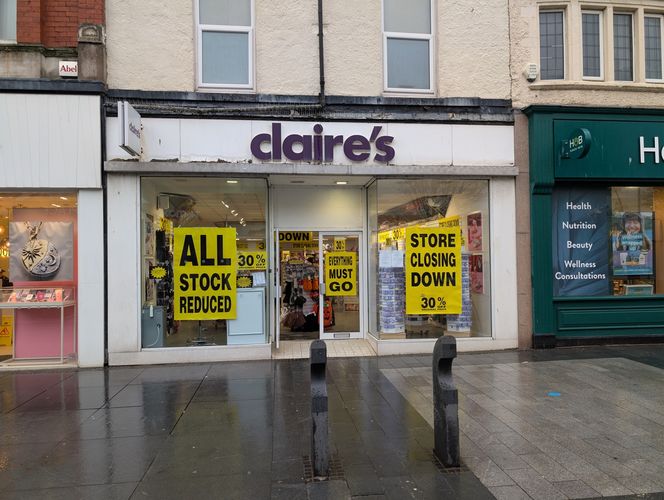 Abel
claire's
ALL
STOCK
REDUCED
30%
DOWN
30%
EVERYTHING
MUST
GO
STORE
CLOSING
DOWN
30%
H&B
H
Health
Nutrition
Beauty
Wellness
Consultations